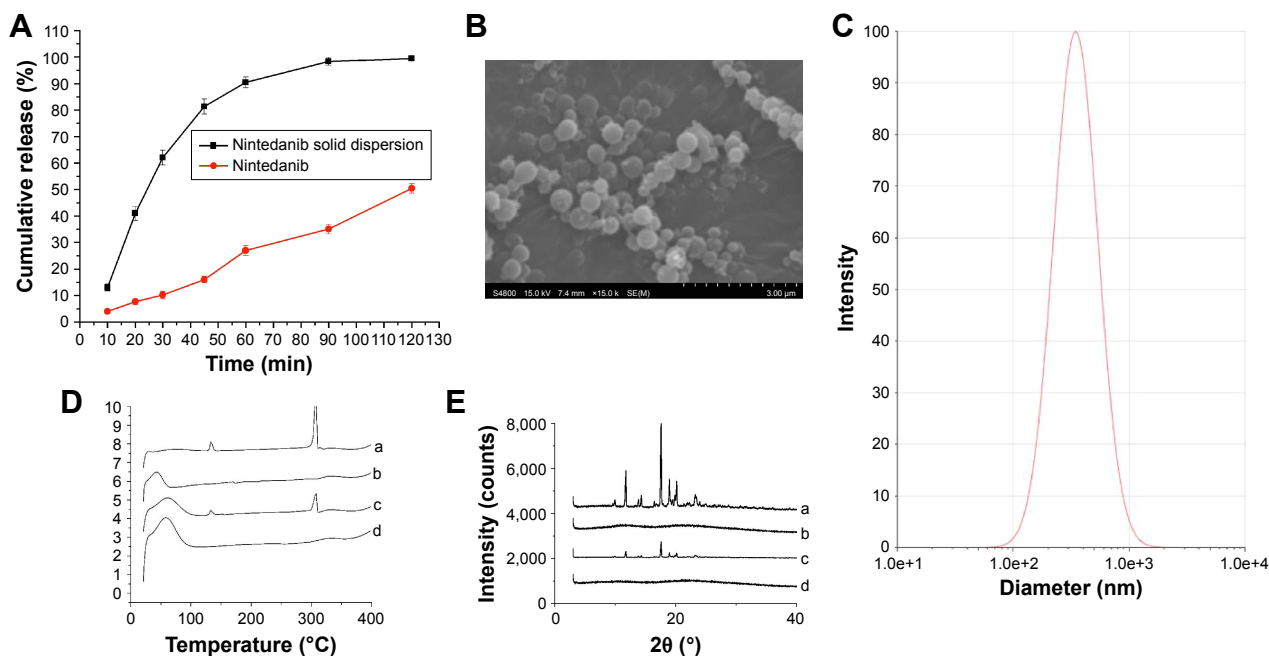 A
Cumulative release (%)
110
100
90
80
70
60
50
40
30
20
10
0
Nintedanib solid dispersion
Nintedanib
0 10 20 30 40 50 60 70 80 90 100 110 120 130
Time (min)
B
S4800 15.0 kV 7.4 mm ×15.0 k SE(M) 3.00 µm
C
Intensity
100
90
80
70
60
50
40
30
20
10
0
1.0e+1 1.0e+2 1.0e+3 1.0e+4
Diameter (nm)
D
10
9
8
7
6
5
4
3
2
1
0
a
b
c
d
0 100 200 300 400
Temperature (°C)
E
Intensity (counts)
8,000
6,000
4,000
2,000
0
a
b
c
d
0 20 40
2θ (°)